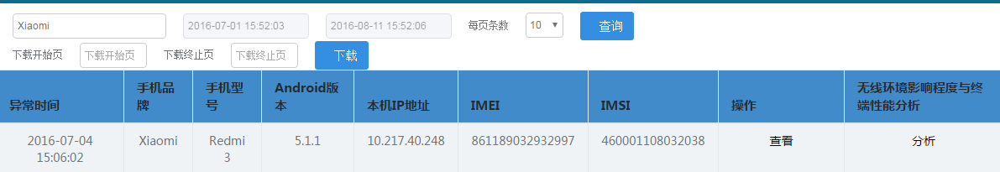 Xiaomi 2016-07-01 15:52:03 2016-08-11 15:52:06 每页条数 10 查询
下载开始页 下载开始页 下载终止页 下载终止页 下载
异常时间 手机品牌 手机型号 Android版本 本机IP地址 IMEI IMSI 操作 无线环境影响程度与终端性能分析
2016-07-04 15:06:02 Xiaomi Redmi 3 5.1.1 10.217.40.248 861189032932997 460001108032038 查看 分析